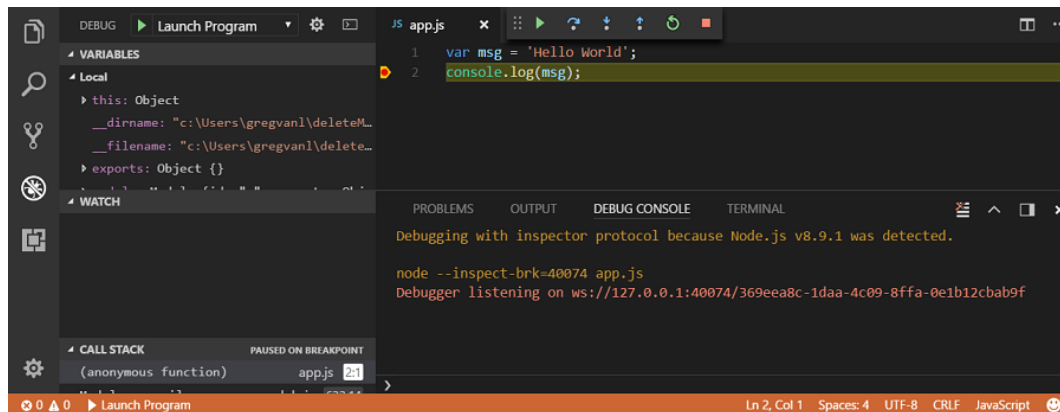 DEBUG Launch Program
VARIABLES
Local
this: Object
__dirname: "c:\Users\gregvanl\deleteM…
__filename: "c:\Users\gregvanl\delete…
exports: Object {}
WATCH
CALL STACK PAUSED ON BREAKPOINT
(anonymous function) app.js 2:1
JS app.js
1 var msg = 'Hello World';
2 console.log(msg);
PROBLEMS OUTPUT DEBUG CONSOLE TERMINAL
Debugging with inspector protocol because Node.js v8.9.1 was detected.
node --inspect-brk=40074 app.js
Debugger listening on ws://127.0.0.1:40074/369eea8c-1daa-4c09-8ffa-0e1b12cbab9f
0 0 Launch Program Ln 2, Col 1 Spaces: 4 UTF-8 CRLF JavaScript